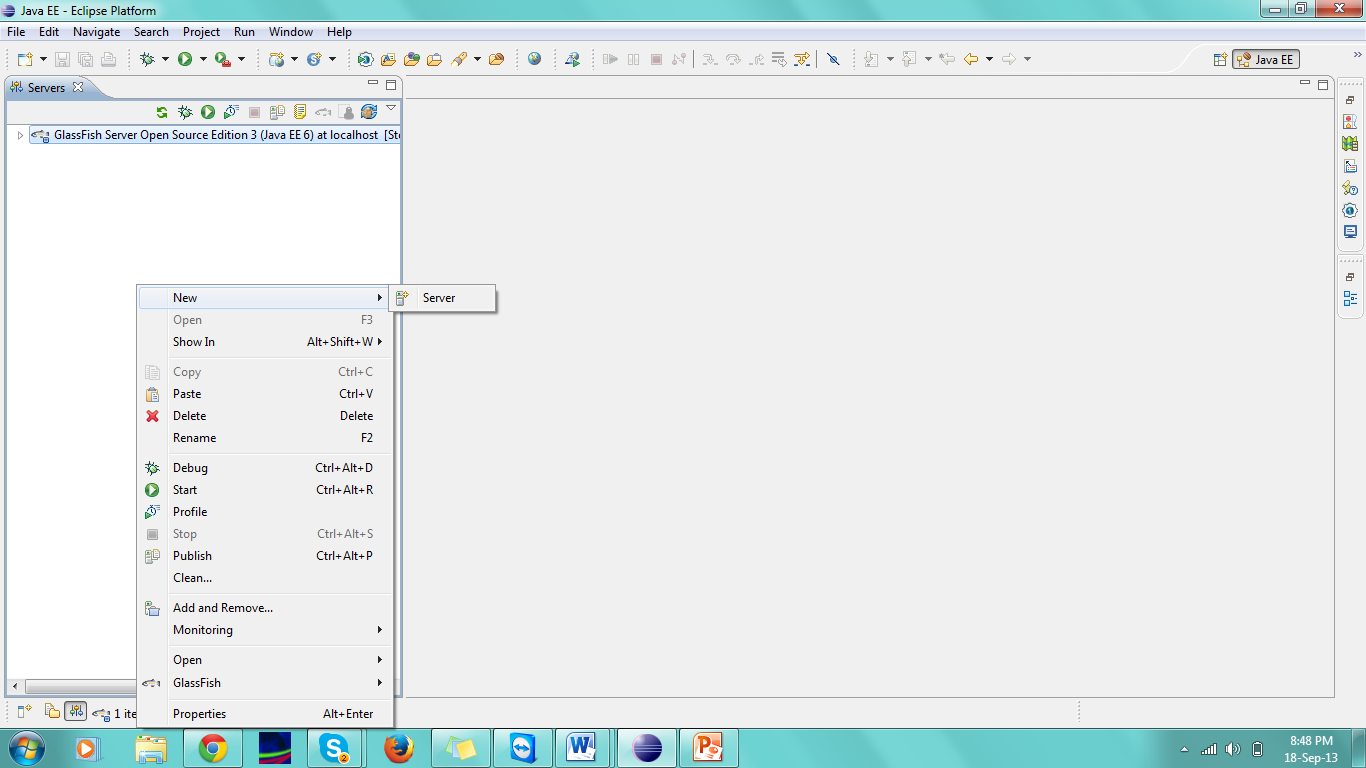 Java EE - Eclipse Platform
File Edit Navigate Search Project Run Window Help
Java EE
Servers
GlassFish Server Open Source Edition 3 (Java EE 6) at localhost [Sto
New
Server
Open F3
Show In Alt+Shift+W
Copy Ctrl+C
Paste Ctrl+V
Delete Delete
Rename F2
Debug Ctrl+Alt+D
Start Ctrl+Alt+R
Profile
Stop Ctrl+Alt+S
Publish Ctrl+Alt+P
Clean...
Add and Remove...
Monitoring
Open
GlassFish
Properties Alt+Enter
1 ite
2
8:48 PM
18-Sep-13